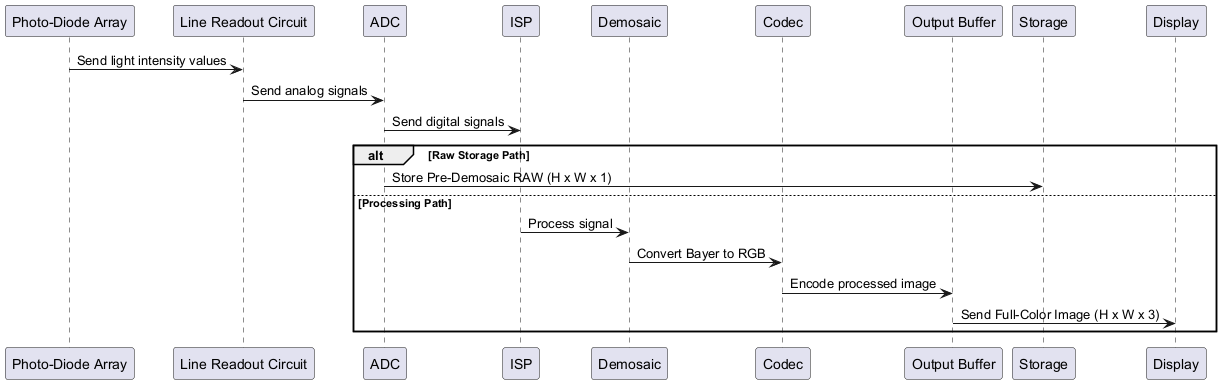 Photo-Diode Array
Line Readout Circuit
ADC
ISP
Demosaic
Codec
Output Buffer
Storage
Display
Send light intensity values
Send analog signals
Send digital signals
alt
[Raw Storage Path]
Store Pre-Demosaic RAW (H x W x 1)
[Processing Path]
Process signal
Convert Bayer to RGB
Encode processed image
Send Full-Color Image (H x W x 3)
Photo-Diode Array
Line Readout Circuit
ADC
ISP
Demosaic
Codec
Output Buffer
Storage
Display